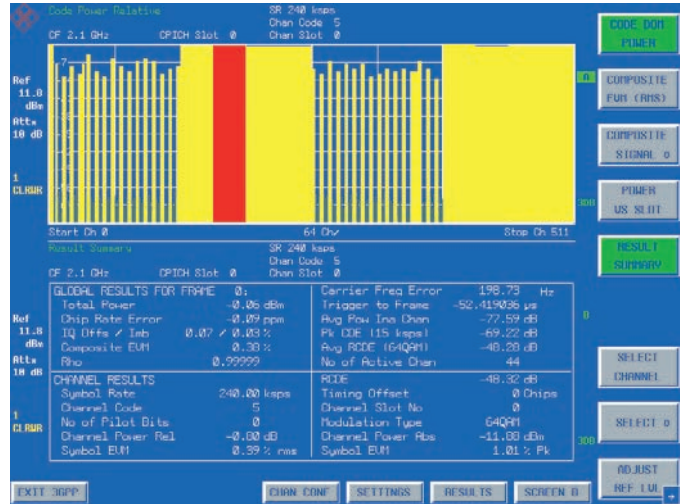 Code Power Relative
SR 240 ksps
Chan Code 5
CF 2.1 GHz CPICH Slot 0 Chan Slot 0
CODE DOM
POWER
-7
Ref
11.8
dBm
Att*
10 dB
1
CLRWR
A
COMPOSITE
EVM (RMS)
COMPOSITE
SIGNAL
POWER
VS SLOT
3DB
Start Ch 0 64 Ch/ Stop Ch 511
Result Summary
SR 240 ksps
Chan Code 5
CF 2.1 GHz CPICH Slot 0 Chan Slot 0
RESULT
SUMMARY
GLOBAL RESULTS FOR FRAME 0: Carrier Freq Error 198.73 Hz
Total Power -0.06 dBm Trigger to Frame -52.419036 µs
Chip Rate Error -0.09 ppm Avg Pow Ina Chan -77.59 dB
IQ Offs / Imb 0.07 / 0.03 % Pk CDE (15 ksps) -69.22 dB
Composite EVM 0.38 % Avg RCDE (64QAM) -48.28 dB
Rho 0.99999 No of Active Chan 44
CHANNEL RESULTS RCDE -48.32 dB
Symbol Rate 240.00 ksps Timing Offset 0 Chips
Channel Code 5 Channel Slot No 0
No of Pilot Bits 0 Modulation Type 64QAM
Channel Power Rel -0.80 dB Channel Power Abs -11.88 dBm
Symbol EVM 0.39 % rms Symbol EVM 1.01 % Pk
Ref
11.8
dBm
Att*
10 dB
1
CLRWR
B
3DB
SELECT
CHANNEL
SELECT
ADJUST
REF LVL
EXIT 3GPP CHAN CONF SETTINGS RESULTS SCREEN B